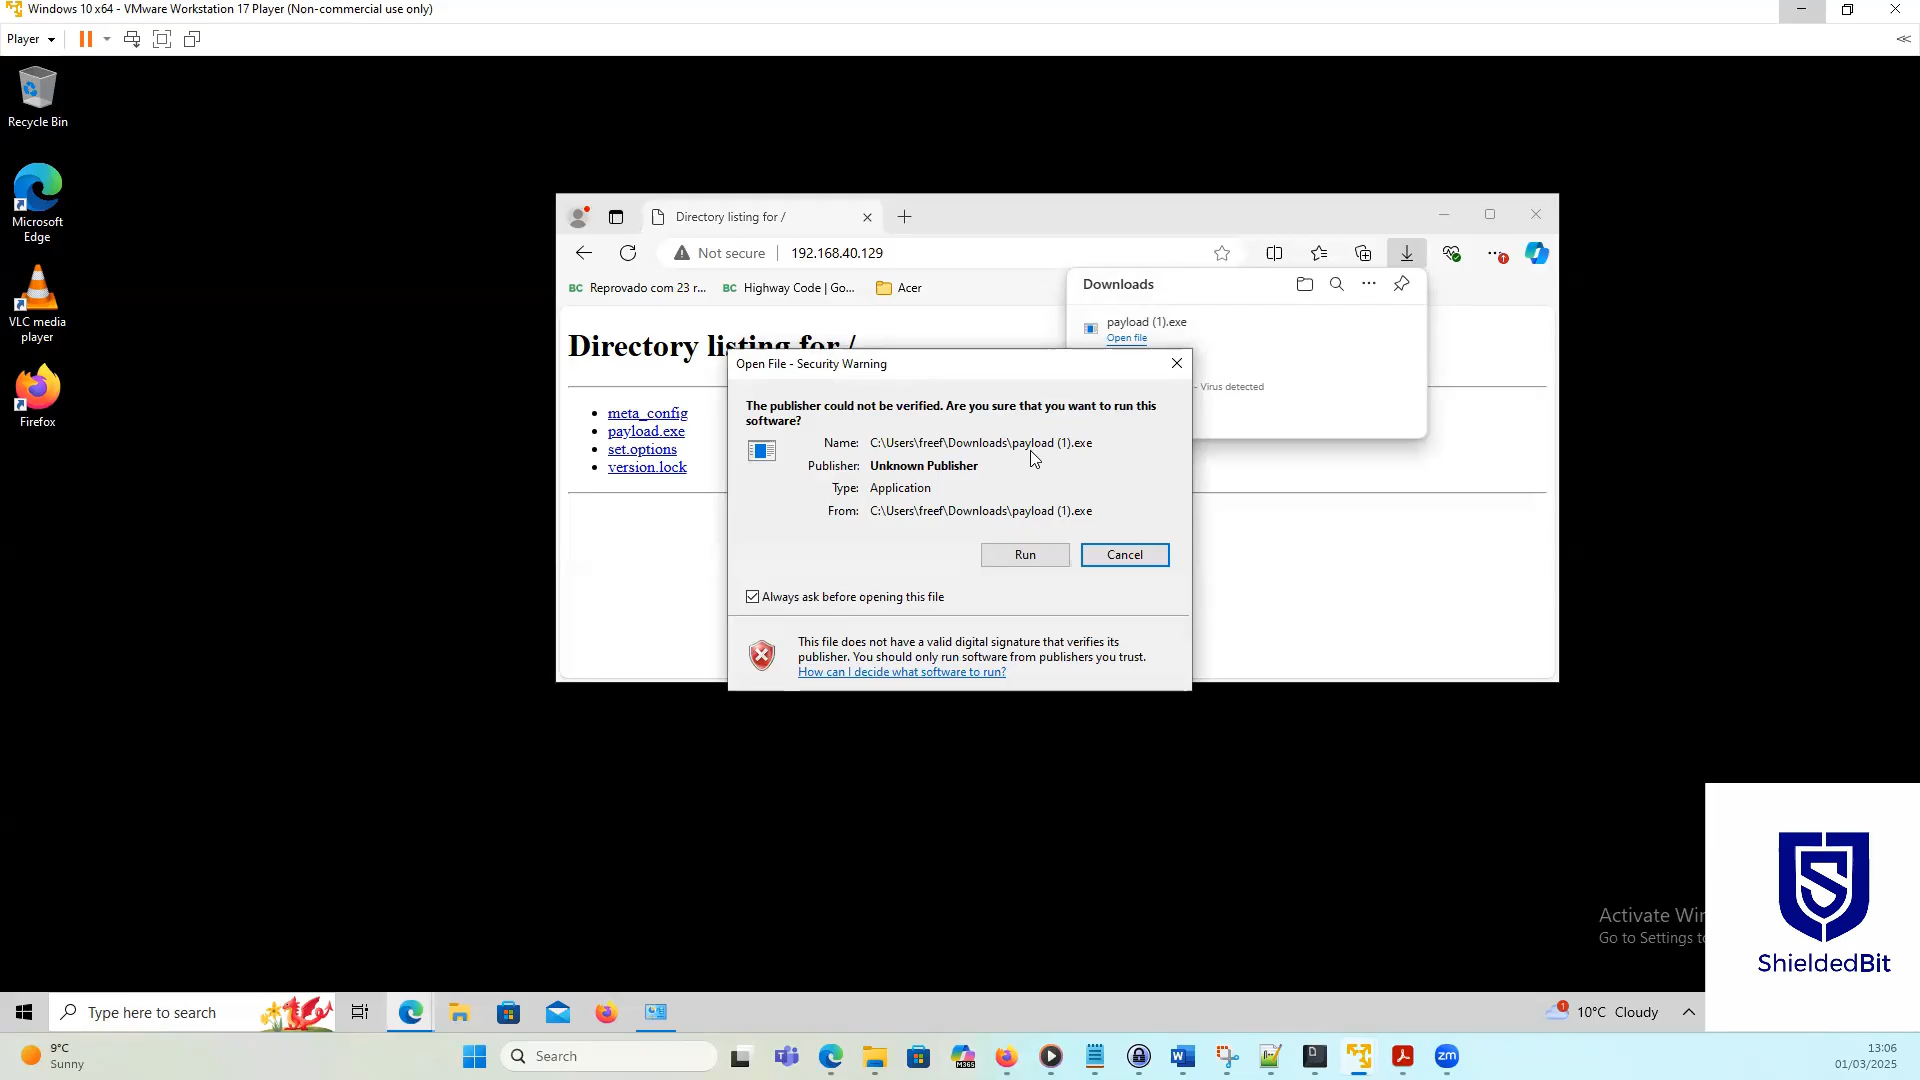 Windows 10 x64 - VMware Workstation 17 Player (Non-commercial use only)
Player
Recycle Bin
Microsoft
Edge
VLC media
player
Firefox
Directory listing for /
Not secure
192.168.40.129
BC Reprovado com 23 r...
BC Highway Code | Go...
Acer
Downloads
payload (1).exe
Open file
- Virus detected
Directory listing for /
meta_config
payload.exe
set.options
version.lock
Open File - Security Warning
The publisher could not be verified. Are you sure that you want to run this
software?
Name: C:\Users\freef\Downloads\payload (1).exe
Publisher: Unknown Publisher
Type: Application
From: C:\Users\freef\Downloads\payload (1).exe
Run
Cancel
Always ask before opening this file
This file does not have a valid digital signature that verifies its
publisher. You should only run software from publishers you trust.
How can I decide what software to run?
Activate Win
Go to Settings to
ShieldedBit
Type here to search
1
10°C Cloudy
9°C
Sunny
Search
M365
zm
13:06
01/03/2025